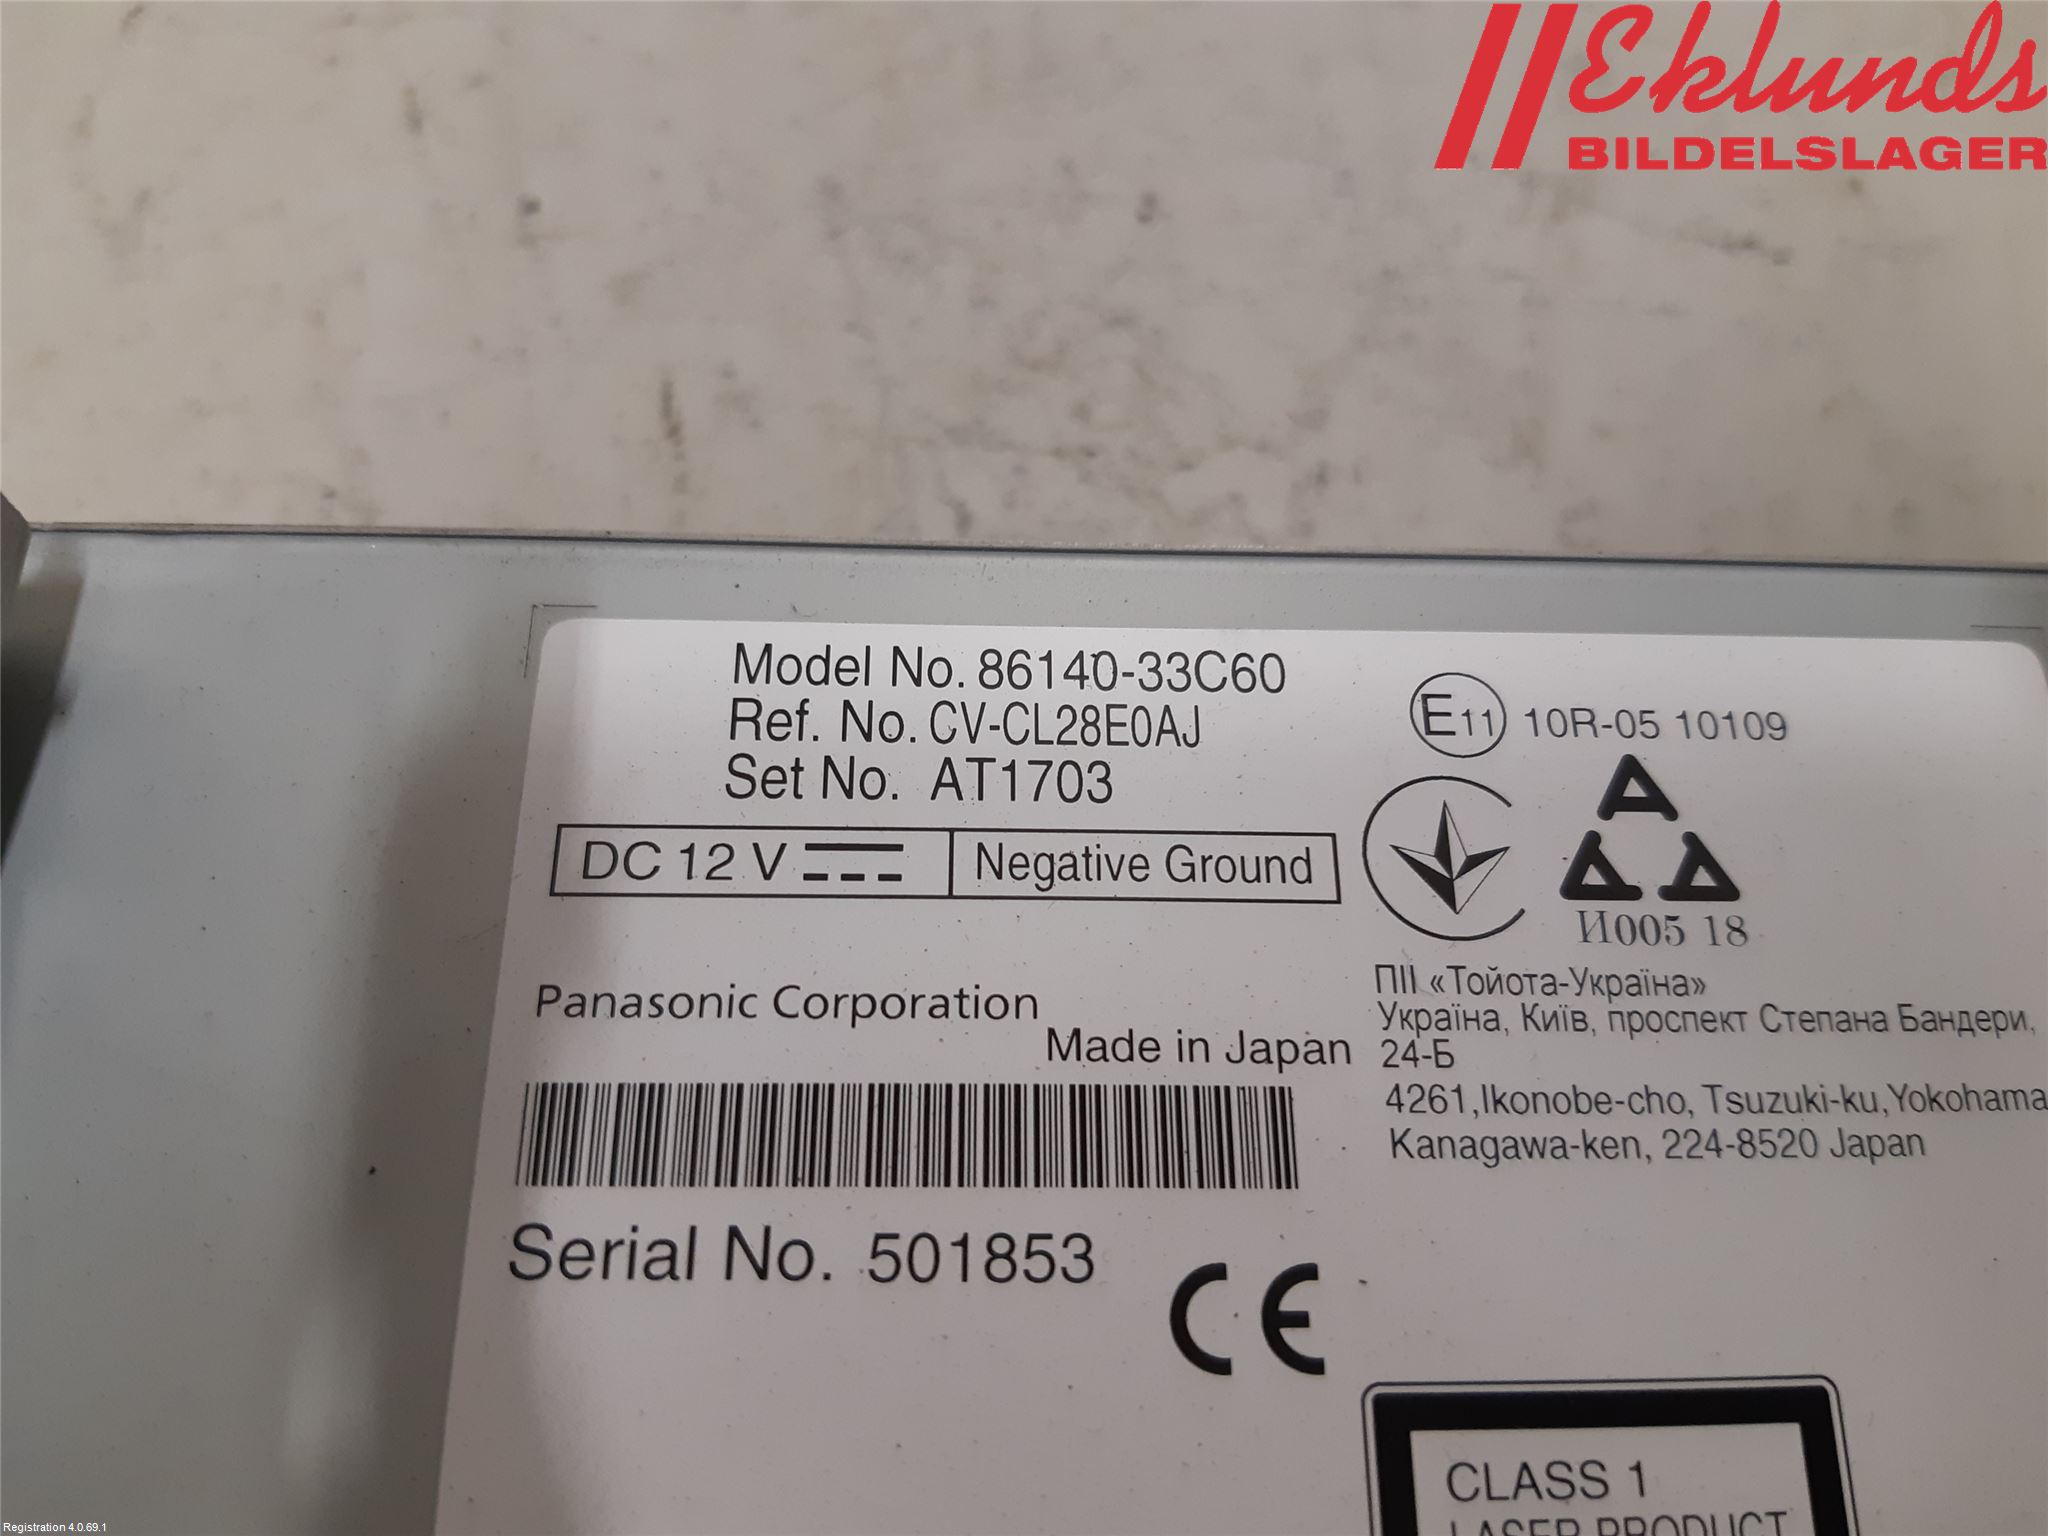 Eklunds
BILDELSLAGER
Model No. 86140-33C60
Ref. No. CV-CL28E0AJ
Set No. AT1703
E11 10R-05 10109
DC 12 V
Negative Ground
И005 18
Panasonic Corporation
Made in Japan
ПІІ «Тойота-Україна»
Україна, Київ, проспект Степана Бандери,
24-Б
4261,Ikonobe-cho, Tsuzuki-ku,Yokohama
Kanagawa-ken, 224-8520 Japan
Serial No. 501853
CE
CLASS 1
LASER PRODUCT
Registration 4.0.69.1